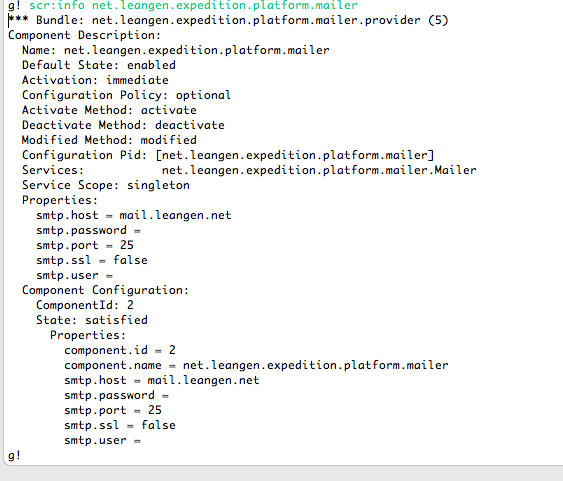 g! scr:info net.leangen.expedition.platform.mailer
*** Bundle: net.leangen.expedition.platform.mailer.provider (5)
Component Description:
  Name: net.leangen.expedition.platform.mailer
  Default State: enabled
  Activation: immediate
  Configuration Policy: optional
  Activate Method: activate
  Deactivate Method: deactivate
  Modified Method: modified
  Configuration Pid: [net.leangen.expedition.platform.mailer]
  Services:           net.leangen.expedition.platform.mailer.Mailer
  Service Scope: singleton
  Properties:
    smtp.host = mail.leangen.net
    smtp.password =
    smtp.port = 25
    smtp.ssl = false
    smtp.user =
  Component Configuration:
    ComponentId: 2
    State: satisfied
      Properties:
        component.id = 2
        component.name = net.leangen.expedition.platform.mailer
        smtp.host = mail.leangen.net
        smtp.password =
        smtp.port = 25
        smtp.ssl = false
        smtp.user =
g!